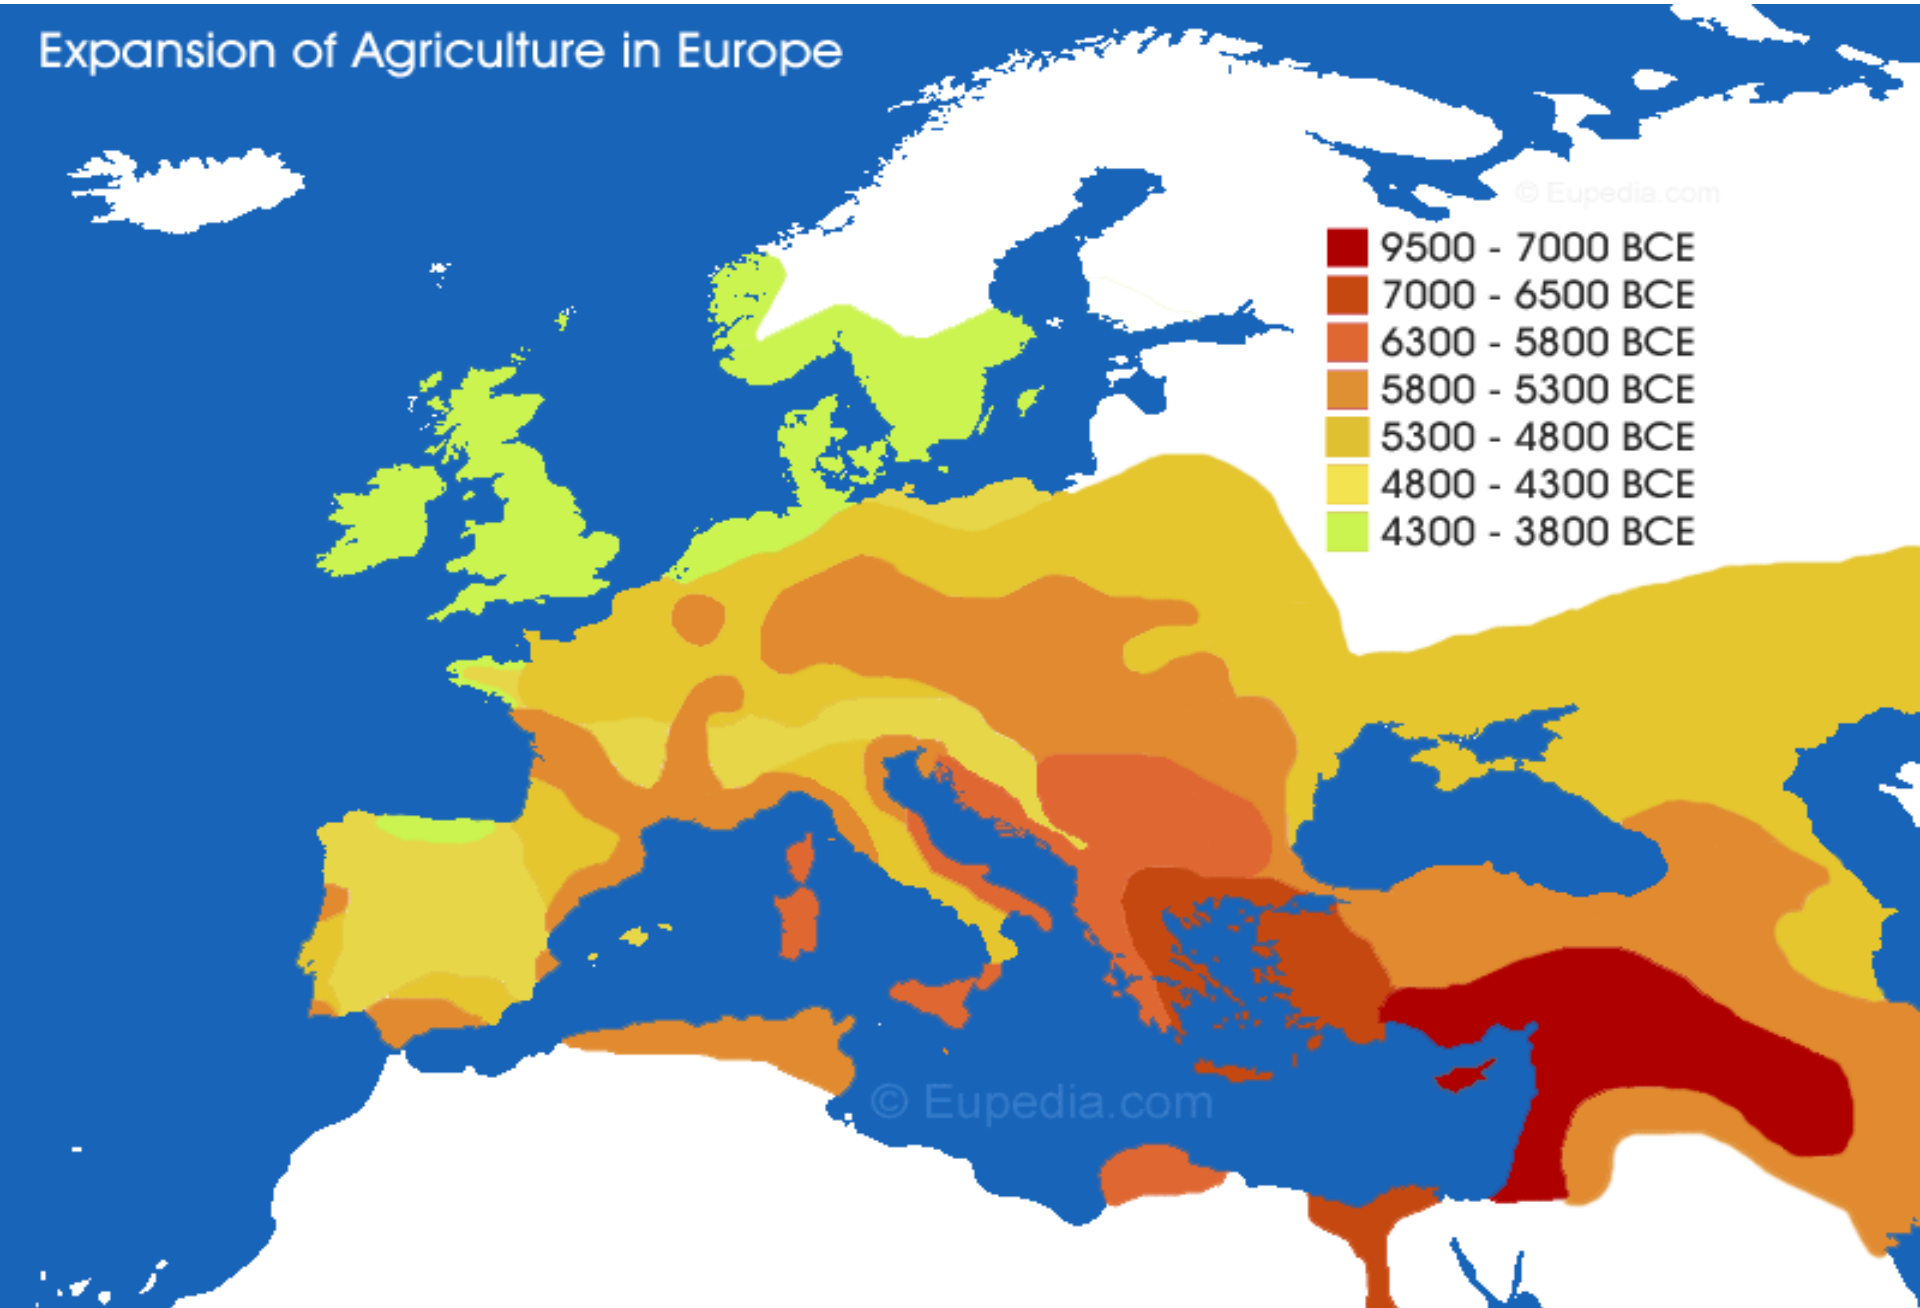 Expansion of Agriculture in Europe
© Eupedia.com
9500 - 7000 BCE
7000 - 6500 BCE
6300 - 5800 BCE
5800 - 5300 BCE
5300 - 4800 BCE
4800 - 4300 BCE
4300 - 3800 BCE
© Eupedia.com